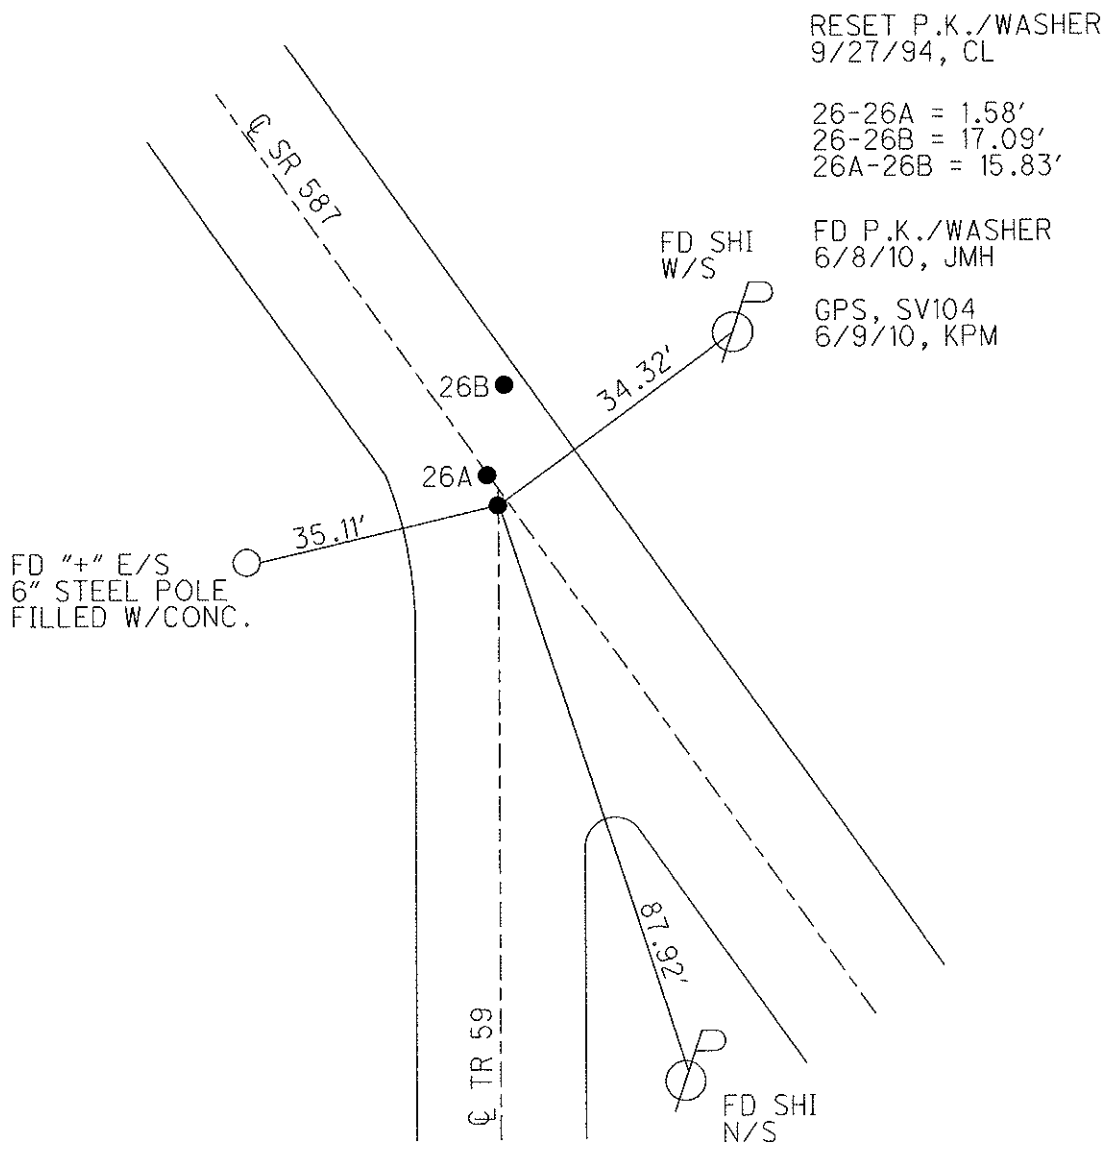 RESET P.K./WASHER
9/27/94, CL
26-26A = 1.58'
26-26B = 17.09'
26A-26B = 15.83'
FD P.K./WASHER
6/8/10, JMH
GPS, SV104
6/9/10, KPM
℄ SR 587
FD SHI
W/S
34.32'
26B
26A
35.11'
FD "+" E/S
6" STEEL POLE
FILLED W/CONC.
87.92'
℄ TR 59
FD SHI
N/S